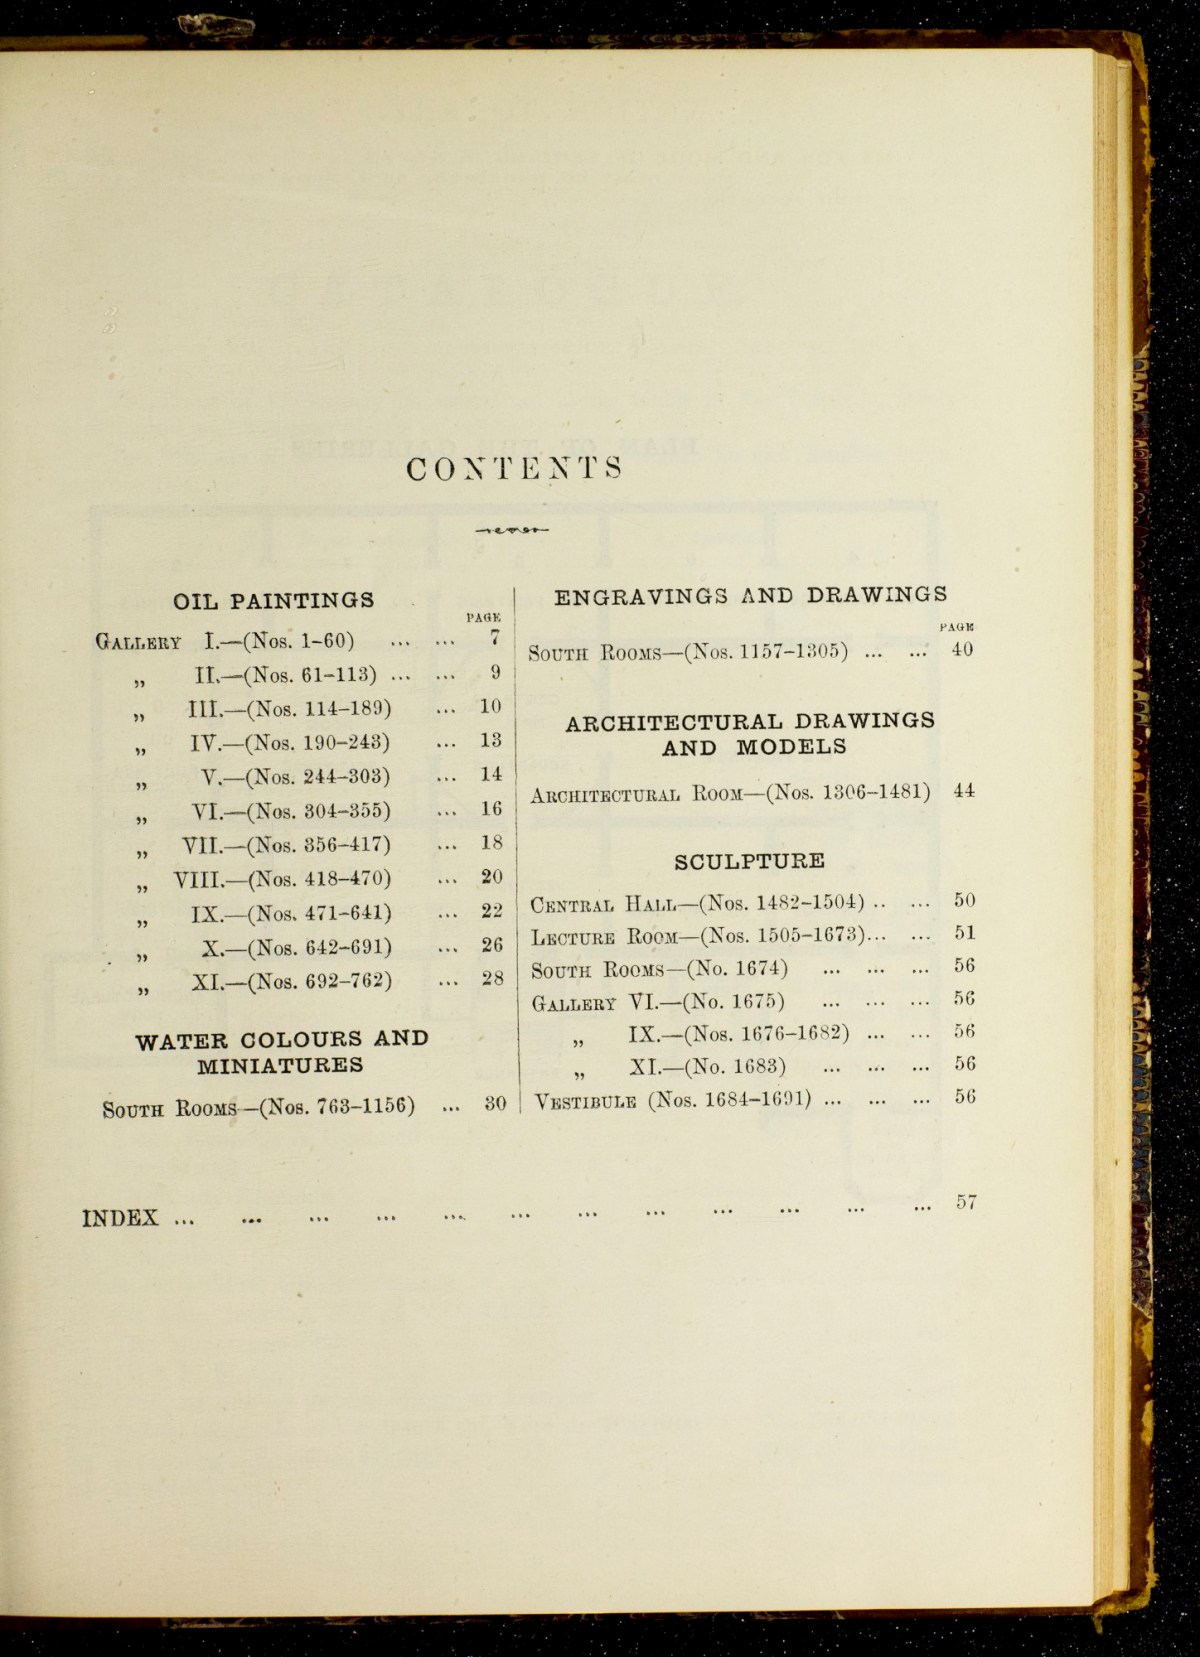 CONTENTS
OIL PAINTINGS
PAGE
GALLERY I.—(Nos. 1–60) ... ... 7
„ II.—(Nos. 61–113) ... ... 9
„ III.—(Nos. 114–189) ... 10
„ IV.—(Nos. 190–243) ... 13
„ V.—(Nos. 244–303) ... 14
„ VI.—(Nos. 304–355) ... 16
„ VII.—(Nos. 356–417) ... 18
„ VIII.—(Nos. 418–470) ... 20
„ IX.—(Nos. 471–641) ... 22
„ X.—(Nos. 642–691) ... 26
„ XI.—(Nos. 692–762) ... 28
WATER COLOURS AND
MINIATURES
SOUTH ROOMS—(Nos. 763–1156) ... 30
ENGRAVINGS AND DRAWINGS
PAGE
SOUTH ROOMS—(Nos. 1157–1305) ... ... 40
ARCHITECTURAL DRAWINGS
AND MODELS
ARCHITECTURAL ROOM—(Nos. 1306–1481) 44
SCULPTURE
CENTRAL HALL—(Nos. 1482–1504) .. ... 50
LECTURE ROOM—(Nos. 1505–1673)... ... 51
SOUTH ROOMS—(No. 1674) ... ... ... 56
GALLERY VI.—(No. 1675) ... ... ... 56
„ IX.—(Nos. 1676–1682) ... ... 56
„ XI.—(No. 1683) ... ... ... 56
VESTIBULE (Nos. 1684–1691) ... ... ... 56
INDEX ... ... ... ... ... ... ... ... ... ... ... ... 57